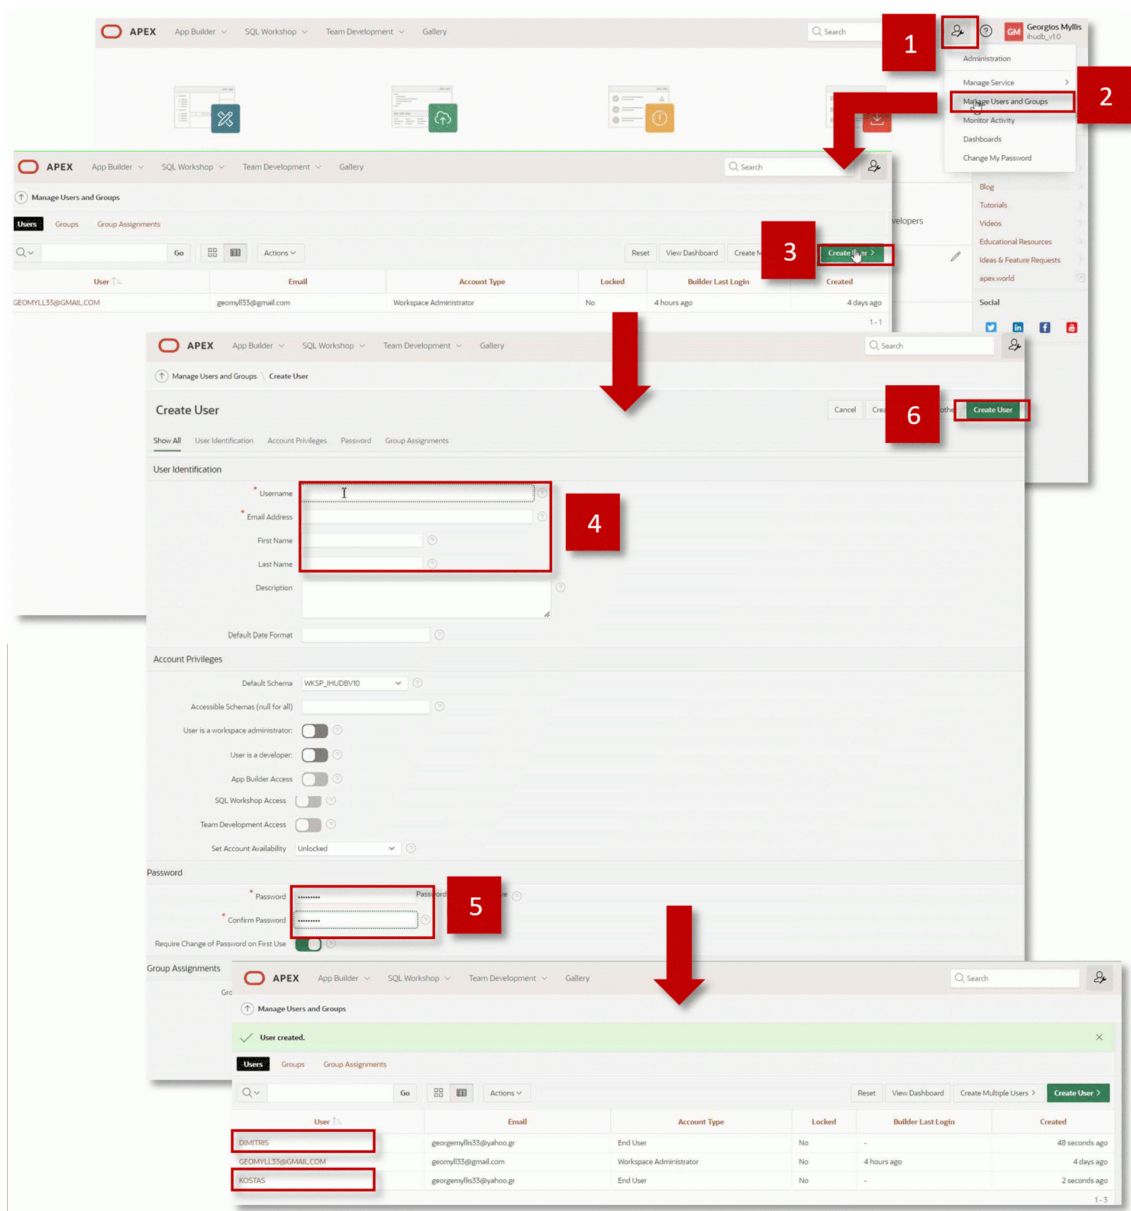 APEX App Builder SQL Workshop Team Development Gallery Search GM Georgios Myllis
ihudb_v1.0
1
Administration
Manage Service
Manage Users and Groups
2
Monitor Activity
Dashboards
Change My Password
Blog
Tutorials
Videos
Educational Resources
Ideas & Feature Requests
apex.world
Social
velopers
APEX App Builder SQL Workshop Team Development Gallery Search
Manage Users and Groups
Users Groups Group Assignments
Go Actions Reset View Dashboard Create M 3 Create User
User Email Account Type Locked Builder Last Login Created
GEOMYLL33@GMAIL.COM geomyll33@gmail.com Workspace Administrator No 4 hours ago 4 days ago
1 - 1
APEX App Builder SQL Workshop Team Development Gallery Search
Manage Users and Groups \ Create User
Create User Cancel Crea 6 othe Create User
Show All User Identification Account Privileges Password Group Assignments
User Identification
* Username
* Email Address
4
First Name
Last Name
Description
Default Date Format
Account Privileges
Default Schema WKSP_IHUDBV10
Accessible Schemas (null for all)
User is a workspace administrator:
User is a developer:
App Builder Access
SQL Workshop Access
Team Development Access
Set Account Availability Unlocked
Password
* Password ••••••••• Password
5
* Confirm Password •••••••••
Require Change of Password on First Use
Group Assignments
Gro
APEX App Builder SQL Workshop Team Development Gallery Search
Manage Users and Groups
User created.
Users Groups Group Assignments
Go Actions Reset View Dashboard Create Multiple Users Create User
User Email Account Type Locked Builder Last Login Created
DIMITRIS georgemyllis33@yahoo.gr End User No - 48 seconds ago
GEOMYLL33@GMAIL.COM geomyll33@gmail.com Workspace Administrator No 4 hours ago 4 days ago
KOSTAS georgemyllis33@yahoo.gr End User No - 2 seconds ago
1 - 3